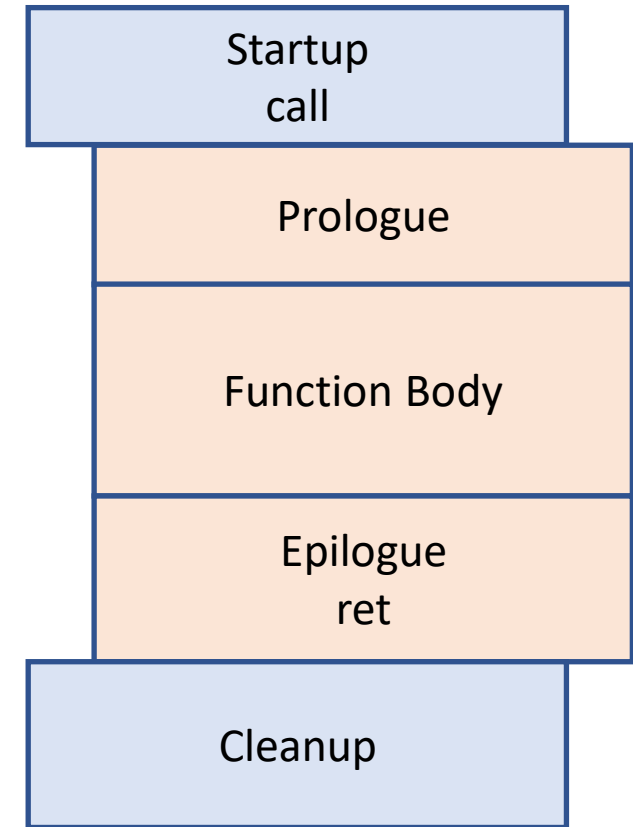 Startup
call
Prologue
Function Body
Epilogue
ret
Cleanup